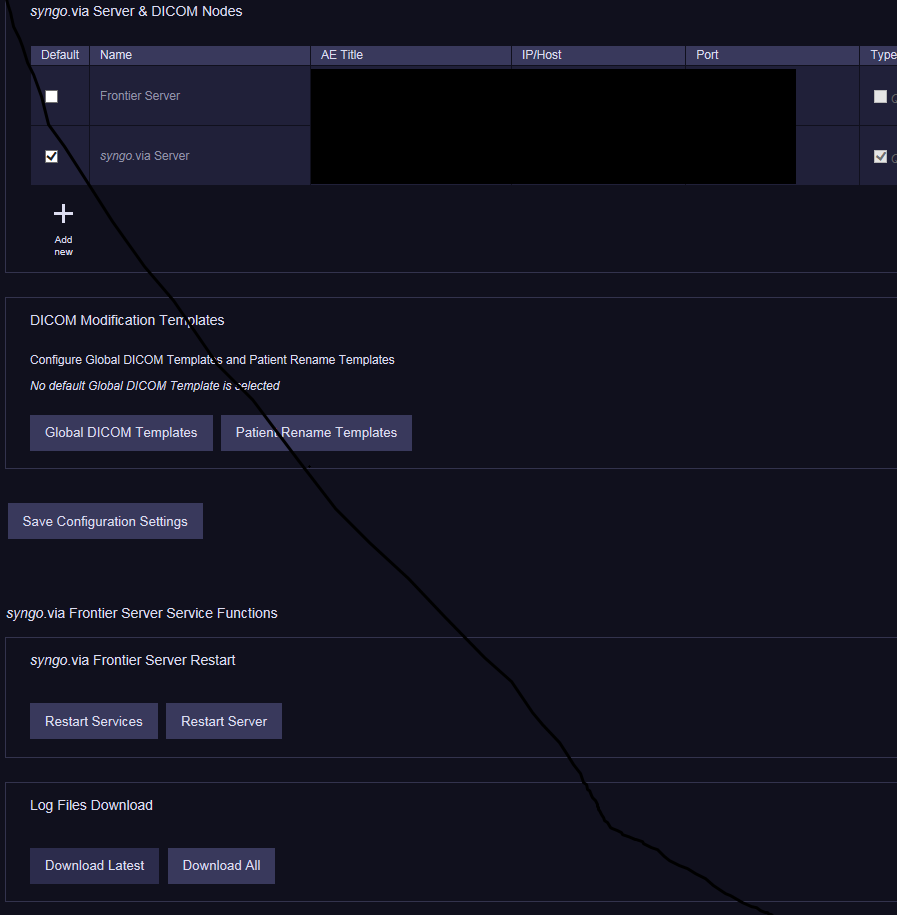 syngo.via Server & DICOM Nodes
Default Name AE Title IP/Host Port Type
Frontier Server
syngo.via Server
Add
new
DICOM Modification Templates
Configure Global DICOM Templates and Patient Rename Templates
No default Global DICOM Template is selected
Global DICOM Templates Patient Rename Templates
Save Configuration Settings
syngo.via Frontier Server Service Functions
syngo.via Frontier Server Restart
Restart Services Restart Server
Log Files Download
Download Latest Download All